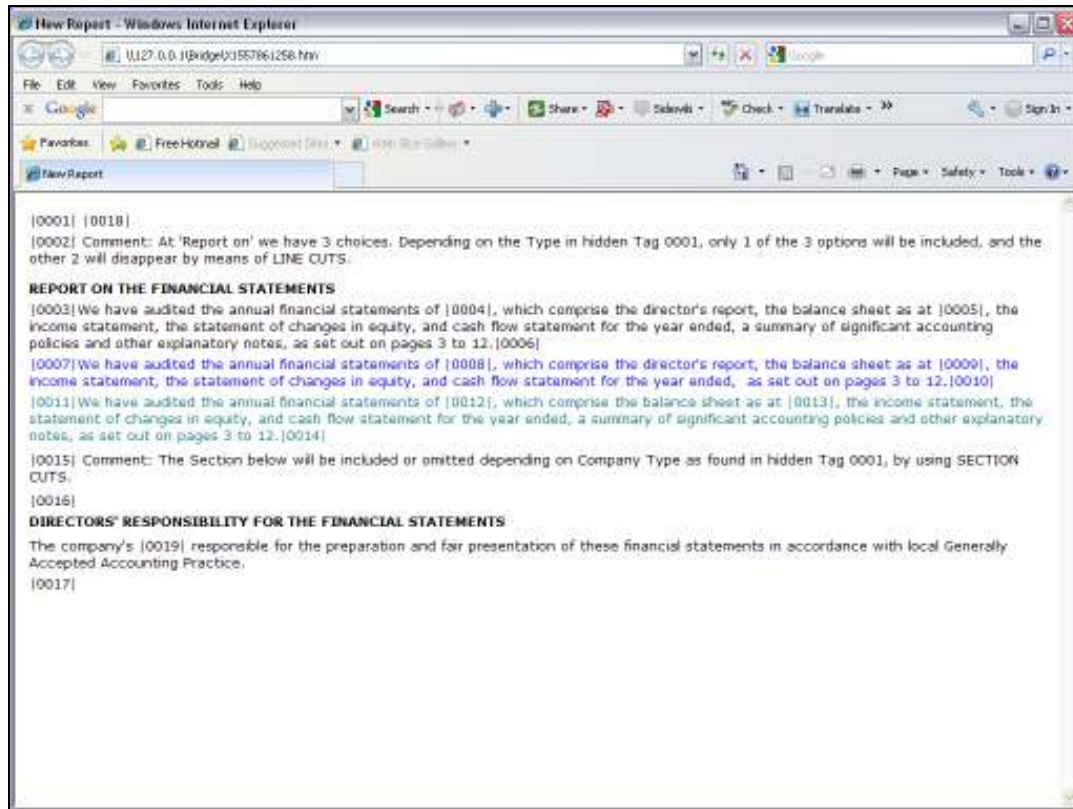 New Report - Windows Internet Explorer
Google
File Edit View Favorites Tools Help
Google Search Share Sidewiki Check Translate Sign In
Favorites Free Hotmail
New Report Page Safety Tools
|0001| |0018|
|0002| Comment: At 'Report on' we have 3 choices. Depending on the Type in hidden Tag 0001, only 1 of the 3 options will be included, and the
other 2 will disappear by means of LINE CUTS.
REPORT ON THE FINANCIAL STATEMENTS
|0003|We have audited the annual financial statements of |0004|, which comprise the director's report, the balance sheet as at |0005|, the
income statement, the statement of changes in equity, and cash flow statement for the year ended, a summary of significant accounting
policies and other explanatory notes, as set out on pages 3 to 12.|0006|
|0007|We have audited the annual financial statements of |0008|, which comprise the director's report, the balance sheet as at |0009|, the
income statement, the statement of changes in equity, and cash flow statement for the year ended, as set out on pages 3 to 12.|0010|
|0011|We have audited the annual financial statements of |0012|, which comprise the balance sheet as at |0013|, the income statement, the
statement of changes in equity, and cash flow statement for the year ended, a summary of significant accounting policies and other explanatory
notes, as set out on pages 3 to 12.|0014|
|0015| Comment: The Section below will be included or omitted depending on Company Type as found in hidden Tag 0001, by using SECTION
CUTS.
|0016|
DIRECTORS' RESPONSIBILITY FOR THE FINANCIAL STATEMENTS
The company's |0019| responsible for the preparation and fair presentation of these financial statements in accordance with local Generally
Accepted Accounting Practice.
|0017|